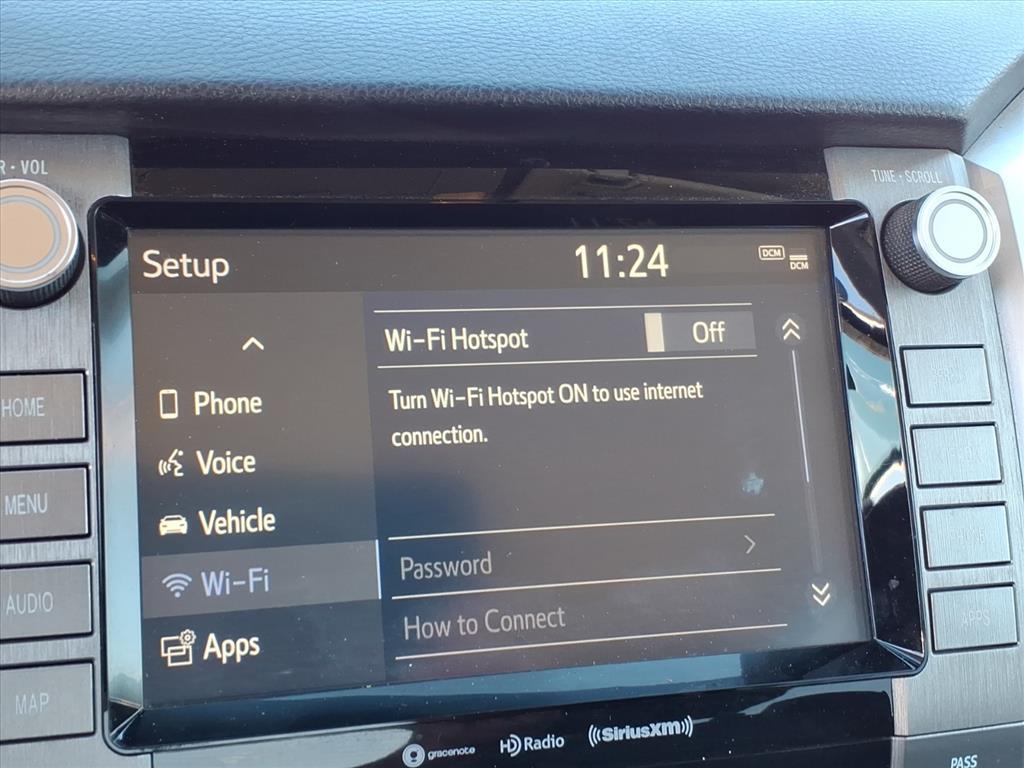 R · VOL
TUNE · SCROLL
Setup
11:24
DCM
DCM
Wi-Fi Hotspot
Off
Turn Wi-Fi Hotspot ON to use internet
connection.
Password
How to Connect
Phone
Voice
Vehicle
Wi-Fi
Apps
HOME
MENU
AUDIO
MAP
PHONE
APPS
gracenote
HD Radio
((SiriusXM))
PASS